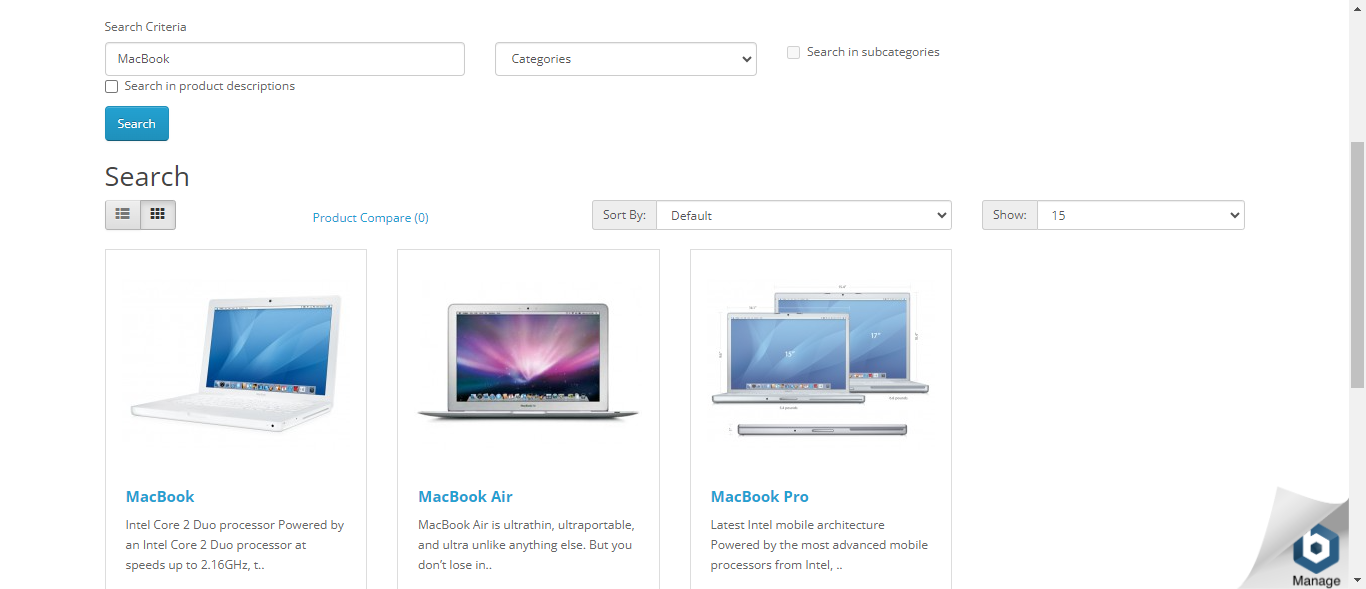 Search Criteria
MacBook
Categories
Search in subcategories
Search in product descriptions
Search
Search
Product Compare (0)
Sort By:
Default
Show:
15
15"
17"
MacBook
Intel Core 2 Duo processor Powered by
an Intel Core 2 Duo processor at
speeds up to 2.16GHz, t..
MacBook Air
MacBook Air is ultrathin, ultraportable,
and ultra unlike anything else. But you
don’t lose in..
MacBook Pro
Latest Intel mobile architecture
Powered by the most advanced mobile
processors from Intel, ..
b
Manage